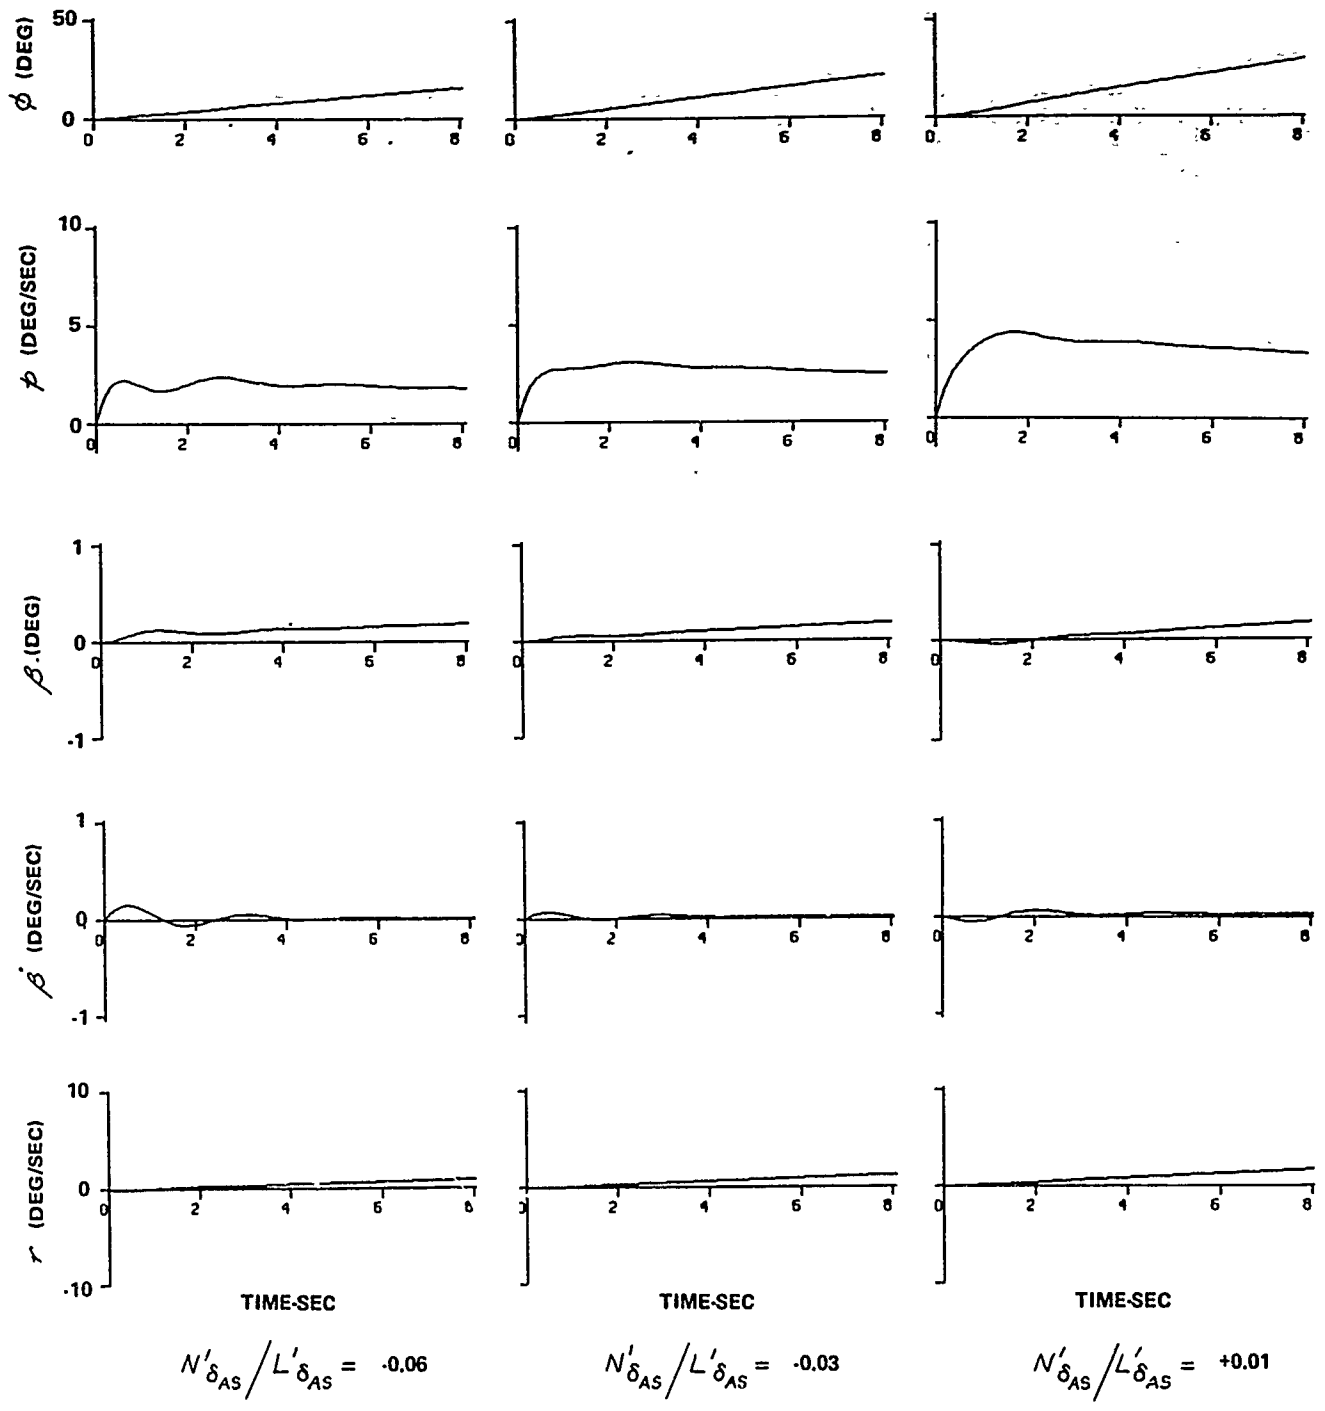 φ (DEG)
50
0
0 2 4 6 8
0 2 4 6 8
0 2 4 6 8
p (DEG/SEC)
10
5
0
0 2 4 6 8
0 2 4 6 8
0 2 4 6 8
β (DEG)
1
0
-1
0 2 4 6 8
0 2 4 6 8
0 2 4 6 8
β̇ (DEG/SEC)
1
0
-1
0 2 4 6 8
0 2 4 6 8
0 2 4 6 8
r (DEG/SEC)
10
0
-10
0 2 4 6 8
0 2 4 6 8
0 2 4 6 8
TIME-SEC
TIME-SEC
TIME-SEC
N'δAS/L'δAS = -0.06
N'δAS/L'δAS = -0.03
N'δAS/L'δAS = +0.01